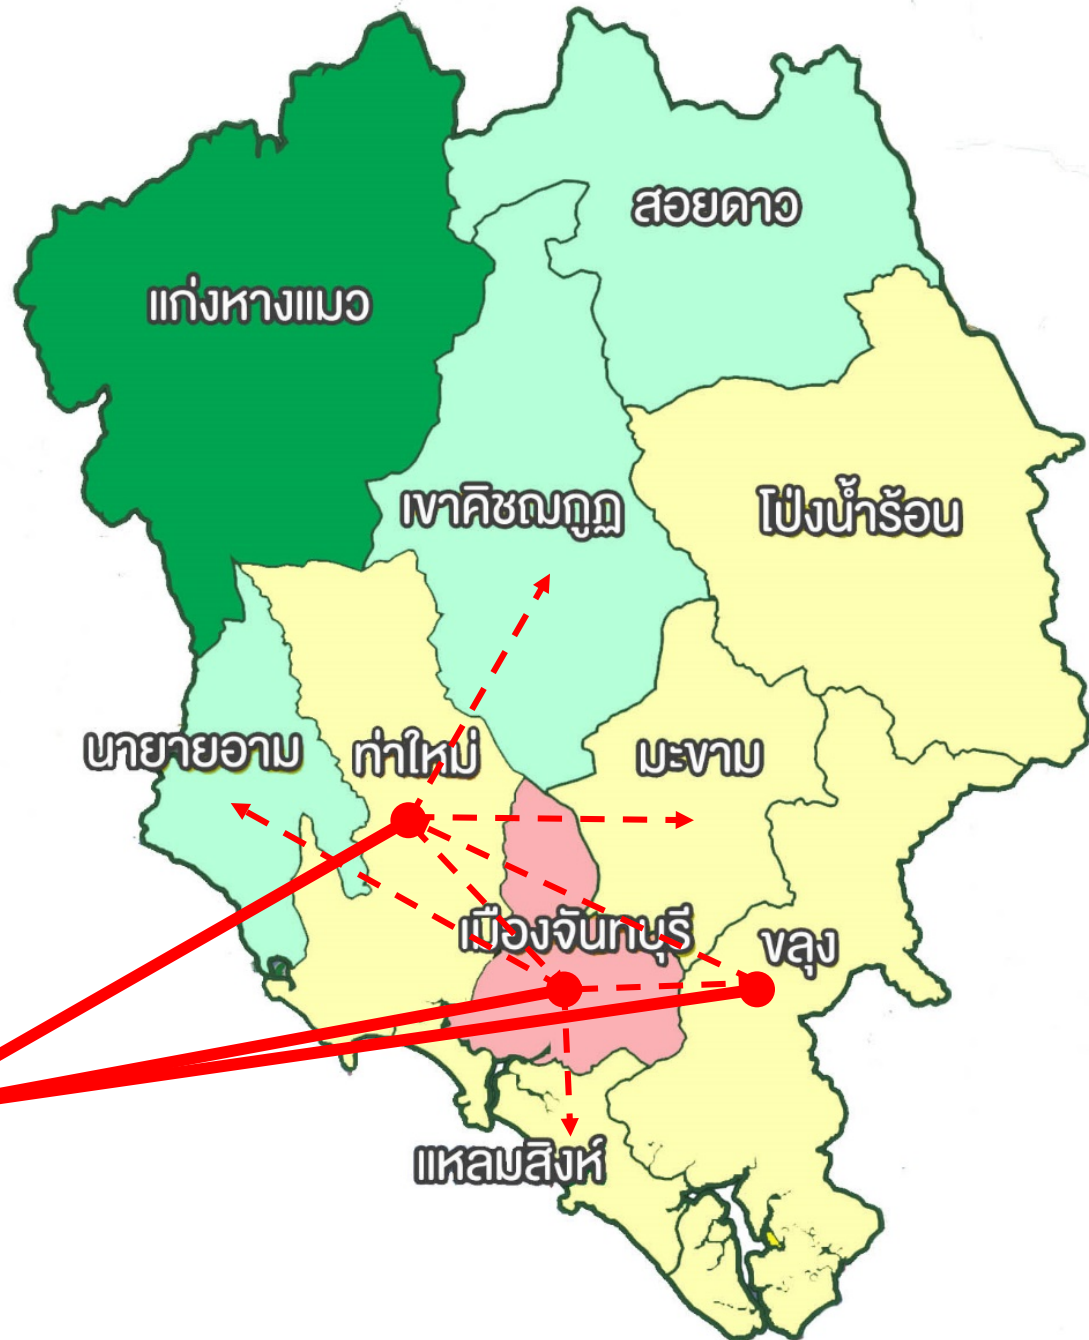 สอยดาว
แก่งหางแมว
เขาคิชฌกูฏ
โป่งน้ำร้อน
นายายอาม
ท่าใหม่
มะขาม
เมืองจันทบุรี
ขลุง
แหลมสิงห์